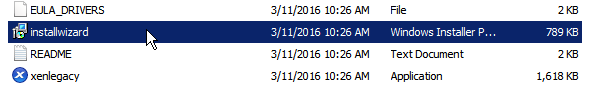 EULA_DRIVERS 3/11/2016 10:26 AM File 2 KB
installwizard 3/11/2016 10:26 AM Windows Installer P... 789 KB
README 3/11/2016 10:26 AM Text Document 2 KB
xenlegacy 3/11/2016 10:26 AM Application 1,618 KB